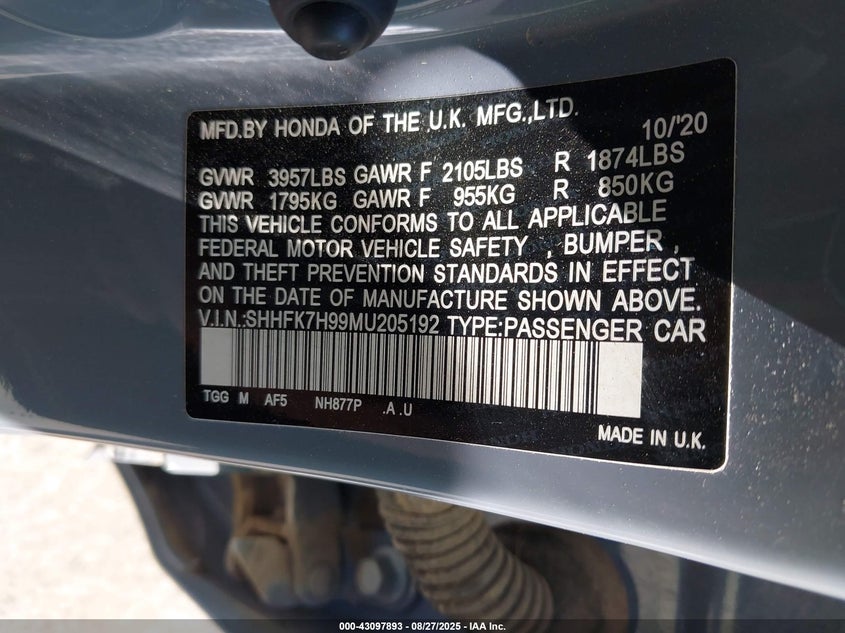 MFD.BY HONDA OF THE U.K. MFG.,LTD. 10/'20
GVWR 3957LBS GAWR F 2105LBS R 1874LBS
GVWR 1795KG GAWR F 955KG R 850KG
THIS VEHICLE CONFORMS TO ALL APPLICABLE
FEDERAL MOTOR VEHICLE SAFETY , BUMPER ,
AND THEFT PREVENTION STANDARDS IN EFFECT
ON THE DATE OF MANUFACTURE SHOWN ABOVE.
V.I.N.:SHHFK7H99MU205192 TYPE:PASSENGER CAR
TGG M AF5 NH877P .A.U
MADE IN U.K.
000-43097893 - 08/27/2025 - IAA Inc.